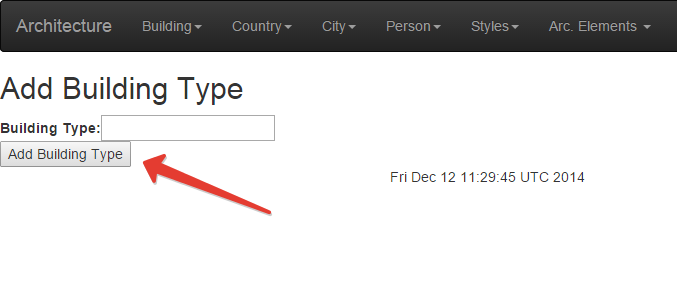 Architecture Building Country City Person Styles Arc. Elements
Add Building Type
Building Type:
Add Building Type
Fri Dec 12 11:29:45 UTC 2014